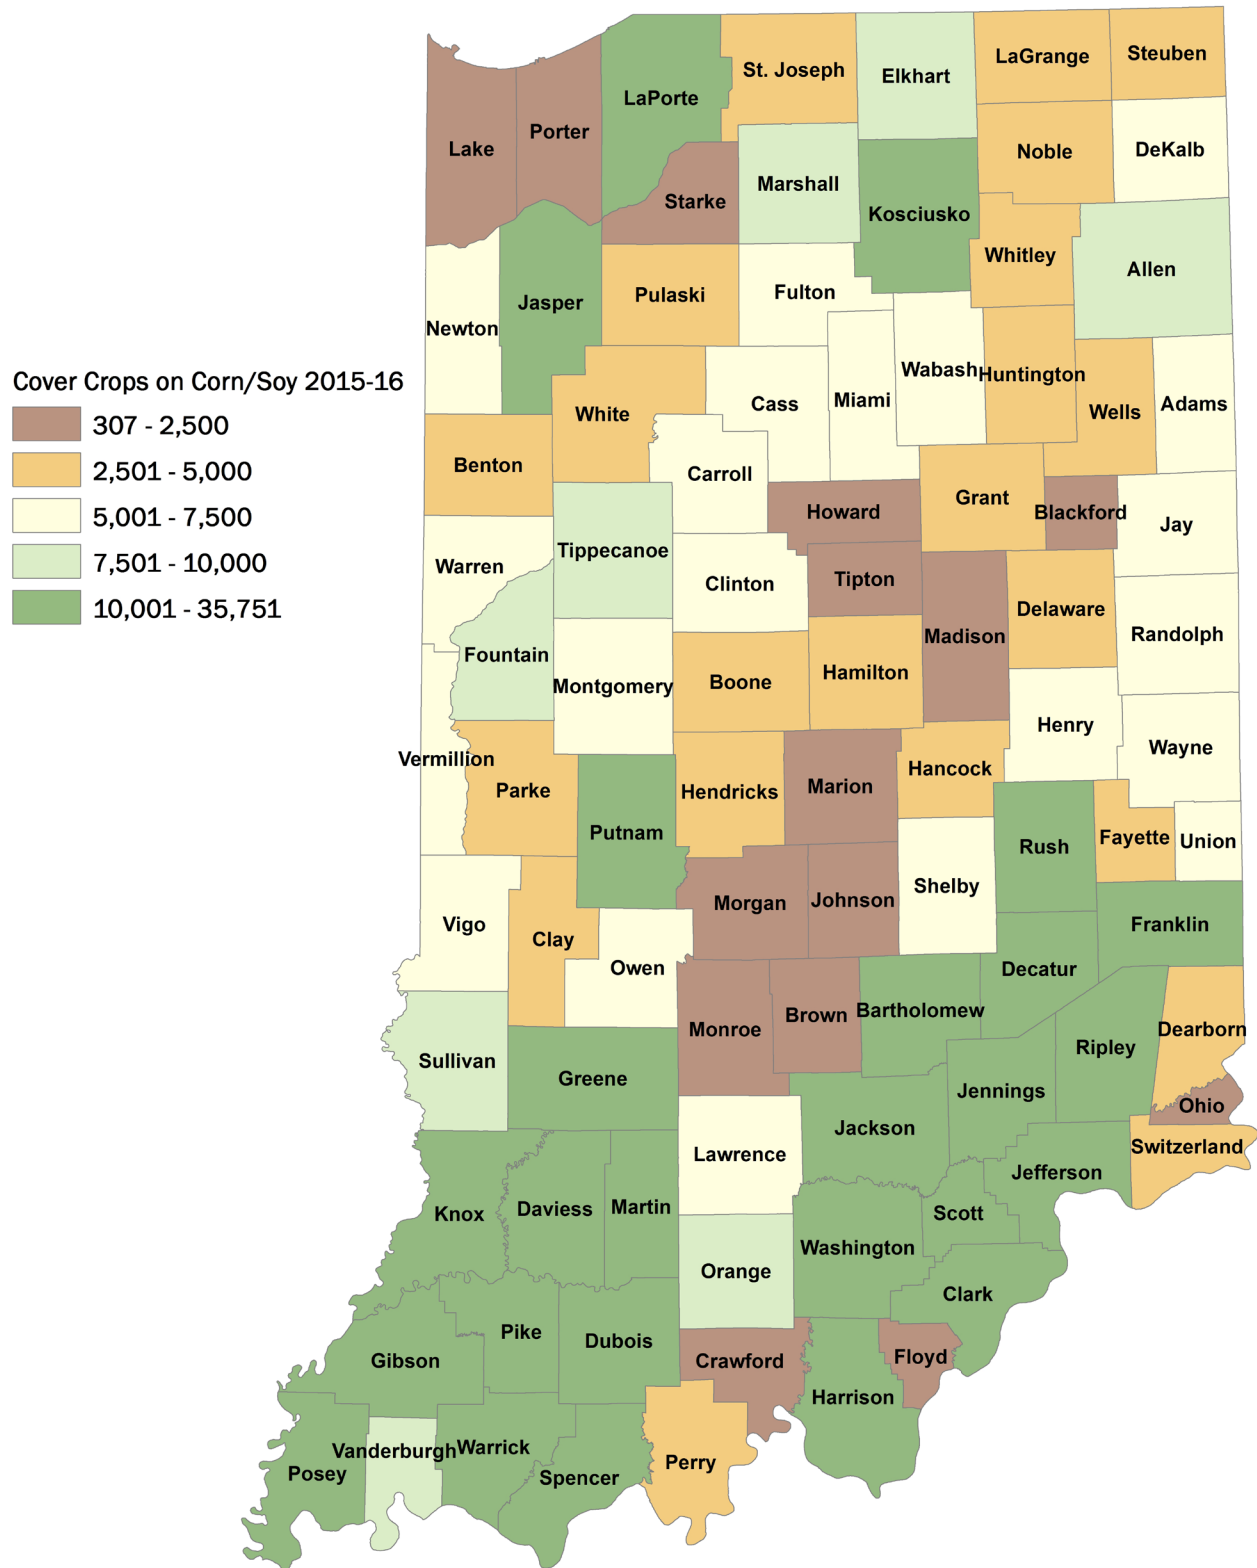 St. Joseph
LaGrange
Steuben
Elkhart
LaPorte
Porter
Lake
Noble
DeKalb
Marshall
Starke
Kosciusko
Whitley
Allen
Pulaski
Fulton
Jasper
Newton
Wabash
Huntington
Cover Crops on Corn/Soy 2015-16
307 - 2,500
2,501 - 5,000
5,001 - 7,500
7,501 - 10,000
10,001 - 35,751
White
Cass
Miami
Wells
Adams
Benton
Carroll
Grant
Howard
Blackford
Jay
Tippecanoe
Warren
Clinton
Tipton
Delaware
Madison
Randolph
Fountain
Montgomery
Boone
Hamilton
Henry
Wayne
Vermillion
Parke
Hendricks
Marion
Hancock
Putnam
Rush
Fayette
Union
Shelby
Morgan
Johnson
Vigo
Clay
Franklin
Owen
Decatur
Monroe
Brown
Bartholomew
Dearborn
Ripley
Sullivan
Greene
Jennings
Ohio
Jackson
Switzerland
Lawrence
Jefferson
Knox
Daviess
Martin
Scott
Washington
Orange
Clark
Pike
Dubois
Gibson
Crawford
Floyd
Harrison
Vanderburgh
Warrick
Posey
Spencer
Perry